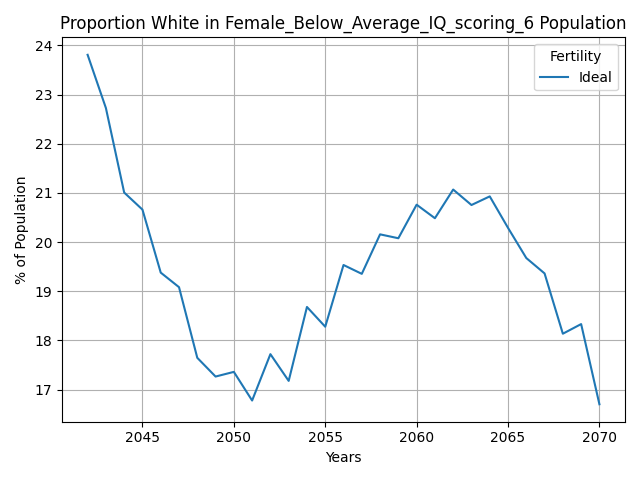 Proportion White in Female_Below_Average_IQ_scoring_6 Population
Fertility
Ideal
24
23
22
21
20
19
18
17
% of Population
2045 2050 2055 2060 2065 2070
Years